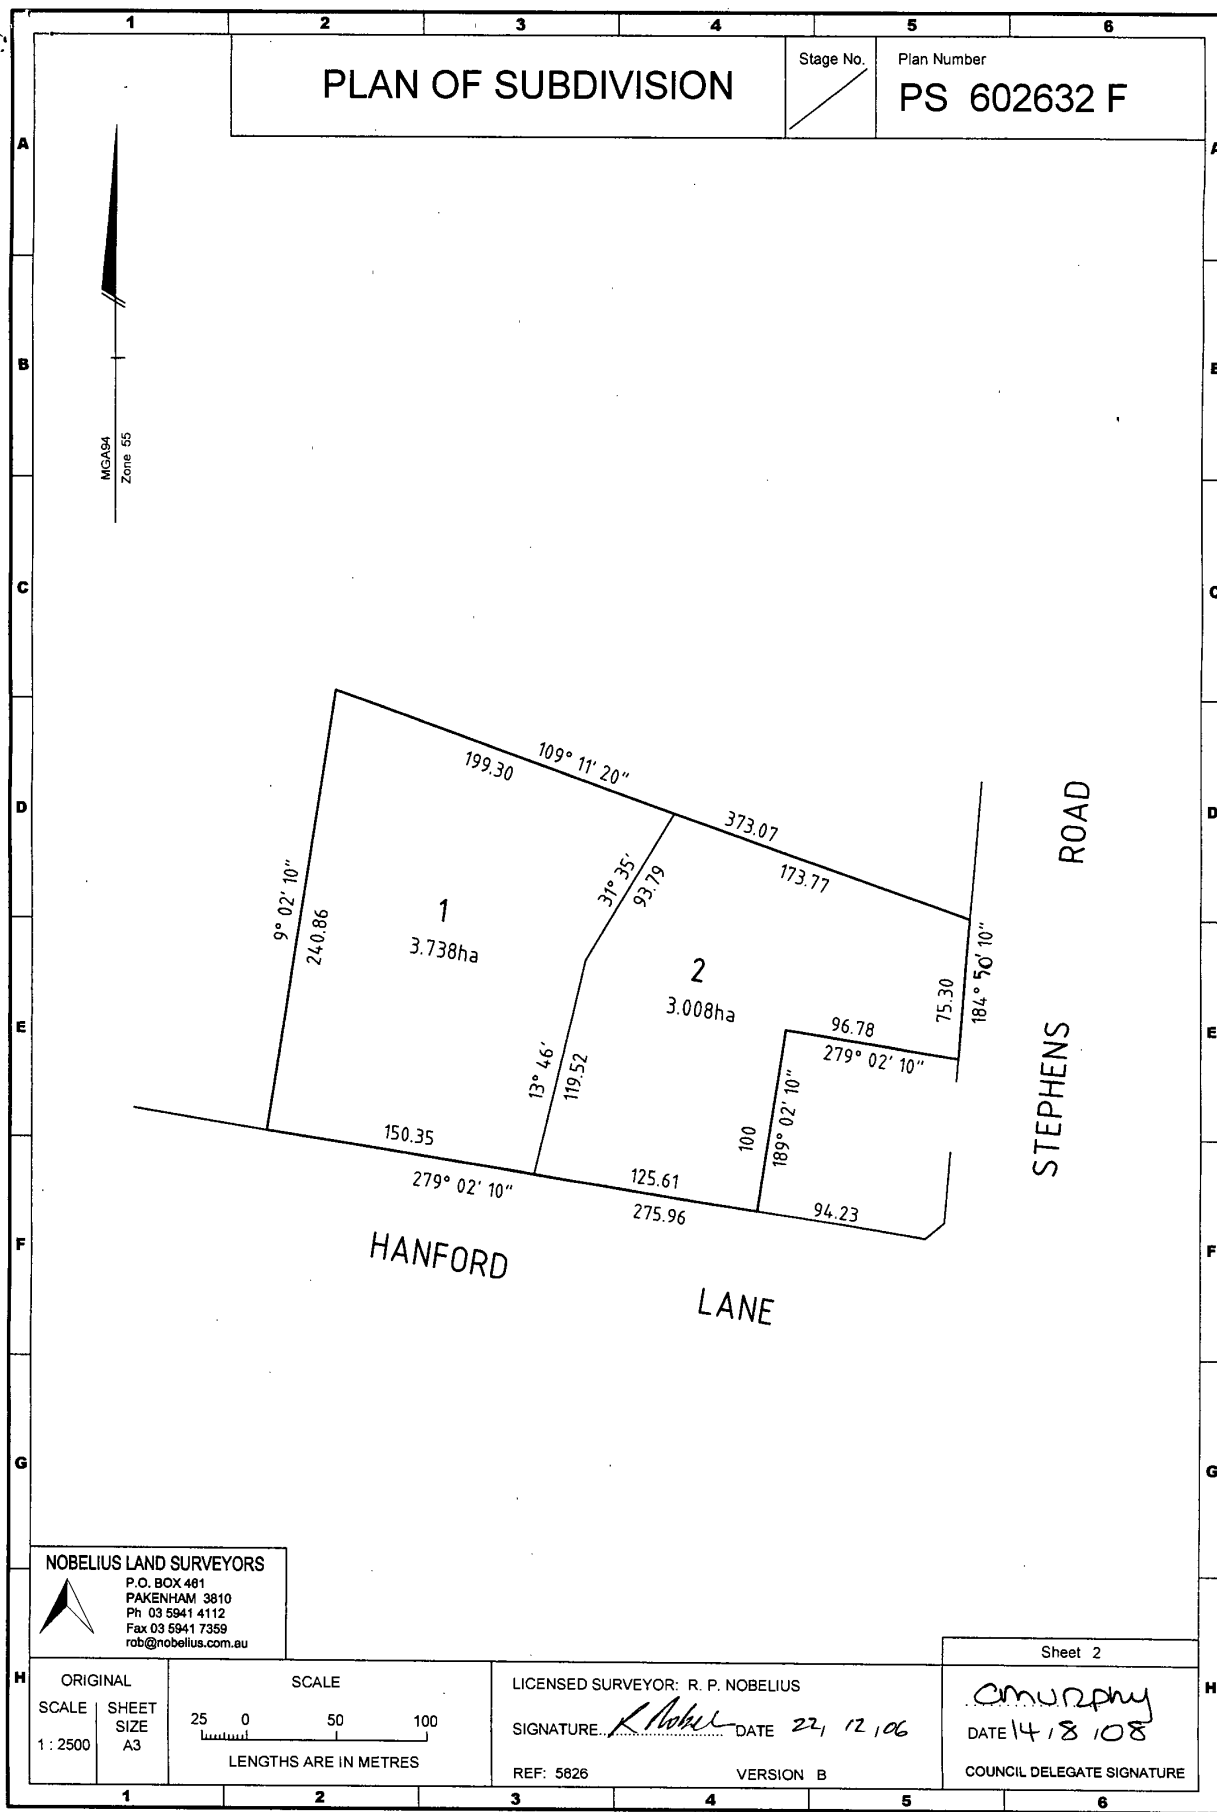 1 2 3 4 5 6
PLAN OF SUBDIVISION
Stage No.
Plan Number
PS 602632 F
A
B
C
D
E
F
G
H
MGA94
Zone 55
109° 11' 20"
199.30
373.07
173.77
9° 02' 10"
240.86
31° 35'
93.79
1
3.738ha
2
3.008ha
13° 46'
119.52
96.78
279° 02' 10"
75.30
184° 50' 10"
100
189° 02' 10"
150.35
279° 02' 10"
125.61
275.96
94.23
HANFORD LANE
STEPHENS ROAD
NOBELIUS LAND SURVEYORS
P.O. BOX 461
PAKENHAM 3810
Ph 03 5941 4112
Fax 03 5941 7359
rob@nobelius.com.au
ORIGINAL
SCALE
SHEET
SIZE
1 : 2500
A3
SCALE
25 0 50 100
LENGTHS ARE IN METRES
LICENSED SURVEYOR: R. P. NOBELIUS
SIGNATURE DATE 22, 12, 06
REF: 5826 VERSION B
Sheet 2
cmurphy
DATE 14 / 8 / 08
COUNCIL DELEGATE SIGNATURE
1 2 3 4 5 6
A
B
C
D
E
F
G
H